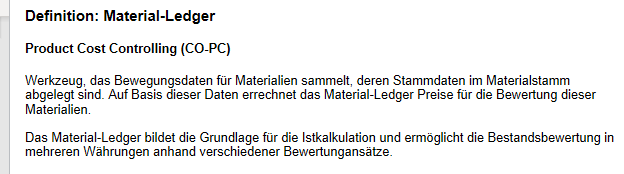 Definition: Material-Ledger
Product Cost Controlling (CO-PC)
Werkzeug, das Bewegungsdaten für Materialien sammelt, deren Stammdaten im Materialstamm
abgelegt sind. Auf Basis dieser Daten errechnet das Material-Ledger Preise für die Bewertung dieser
Materialien.
Das Material-Ledger bildet die Grundlage für die Istkalkulation und ermöglicht die Bestandsbewertung in
mehreren Währungen anhand verschiedener Bewertungansätze.